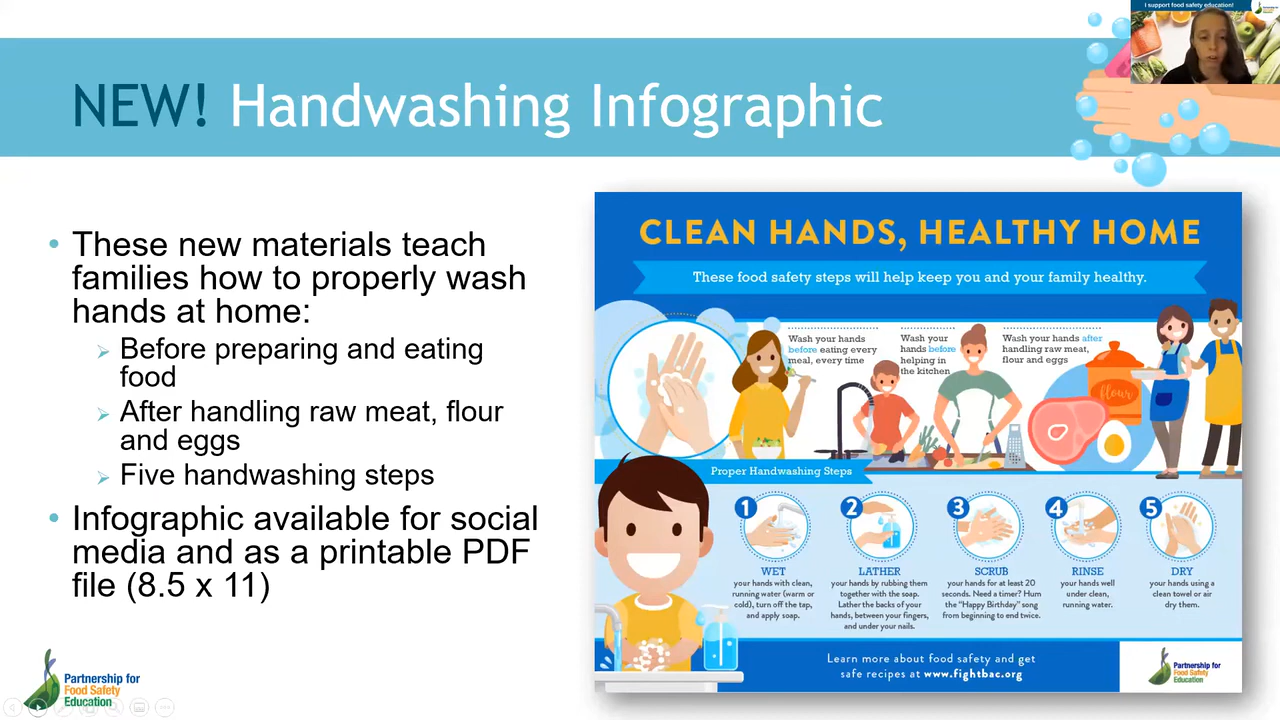 I support food safety education!
NEW! Handwashing Infographic
These new materials teach
families how to properly wash
hands at home:
Before preparing and eating
food
After handling raw meat, flour
and eggs
Five handwashing steps
Infographic available for social
media and as a printable PDF
file (8.5 x 11)
Partnership for
Food Safety
Education
CLEAN HANDS, HEALTHY HOME
These food safety steps will help keep you and your family healthy.
Wash your hands
before eating every
meal, every time
Wash your
hands before
helping in
the kitchen
Wash your hands after
handling raw meat,
flour and eggs
flour
Proper Handwashing Steps
1
WET
your hands with clean,
running water (warm or
cold), turn off the tap,
and apply soap.
2
LATHER
your hands by rubbing them
together with the soap.
Lather the backs of your
hands, between your fingers,
and under your nails.
3
SCRUB
your hands for at least 20
seconds. Need a timer? Hum
the "Happy Birthday" song
from beginning to end twice.
4
RINSE
your hands well
under clean,
running water.
5
DRY
your hands using a
clean towel or air
dry them.
Learn more about food safety and get
safe recipes at www.fightbac.org
Partnership for
Food Safety
Education